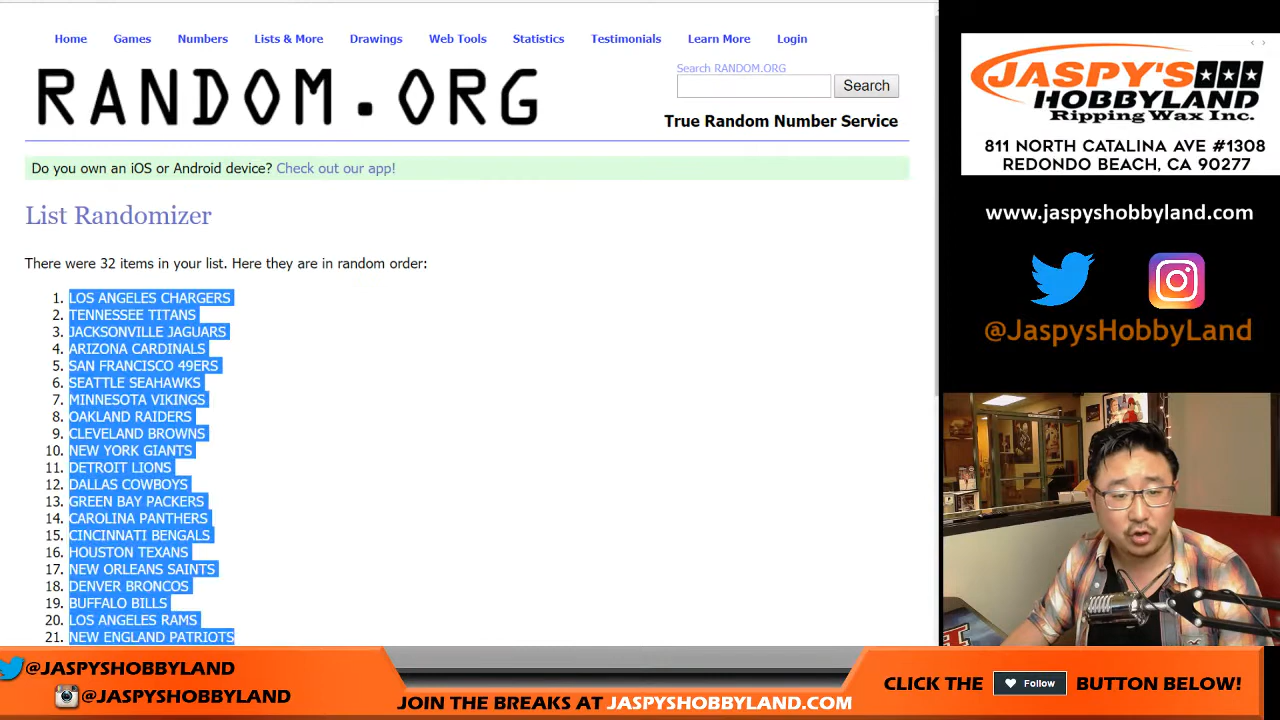 Home Games Numbers Lists & More Drawings Web Tools Statistics Testimonials Learn More Login
RANDOM.ORG
Search RANDOM.ORG
Search
True Random Number Service
Do you own an iOS or Android device? Check out our app!
List Randomizer
There were 32 items in your list. Here they are in random order:
1. LOS ANGELES CHARGERS
2. TENNESSEE TITANS
3. JACKSONVILLE JAGUARS
4. ARIZONA CARDINALS
5. SAN FRANCISCO 49ERS
6. SEATTLE SEAHAWKS
7. MINNESOTA VIKINGS
8. OAKLAND RAIDERS
9. CLEVELAND BROWNS
10. NEW YORK GIANTS
11. DETROIT LIONS
12. DALLAS COWBOYS
13. GREEN BAY PACKERS
14. CAROLINA PANTHERS
15. CINCINNATI BENGALS
16. HOUSTON TEXANS
17. NEW ORLEANS SAINTS
18. DENVER BRONCOS
19. BUFFALO BILLS
20. LOS ANGELES RAMS
21. NEW ENGLAND PATRIOTS
JASPY'S
HOBBYLAND
Ripping Wax Inc.
811 NORTH CATALINA AVE #1308
REDONDO BEACH, CA 90277
www.jaspyshobbyland.com
@JaspysHobbyLand
@JASPYSHOBBYLAND
@JASPYSHOBBYLAND
JOIN THE BREAKS AT JASPYSHOBBYLAND.COM
CLICK THE Follow BUTTON BELOW!